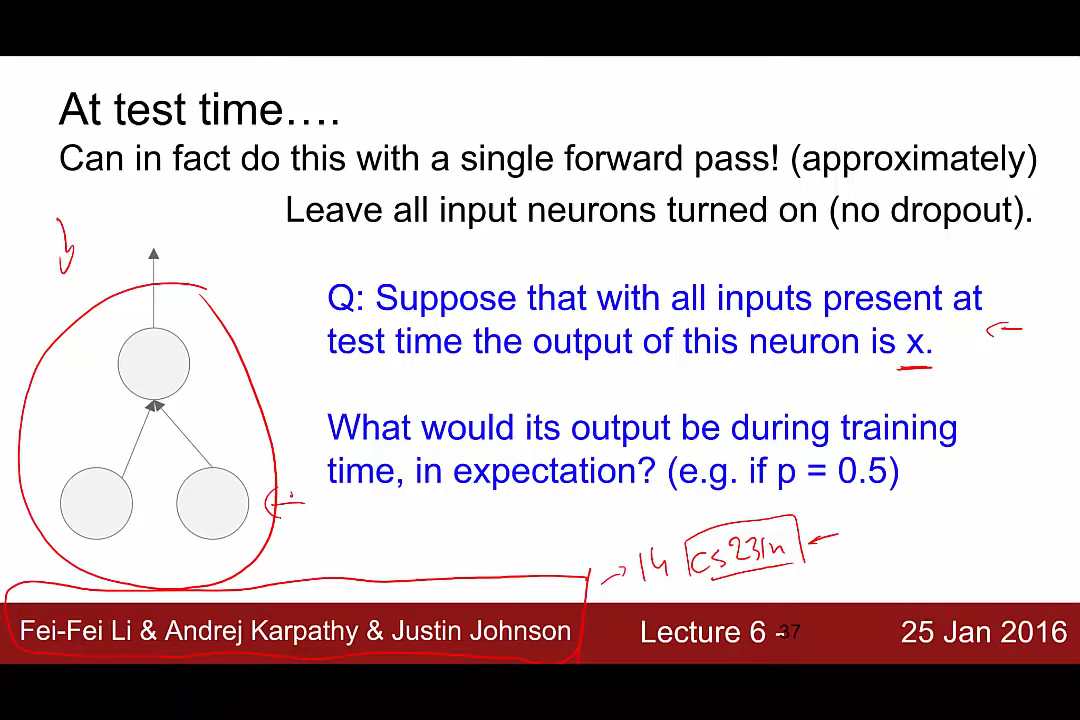 At test time….
Can in fact do this with a single forward pass! (approximately)
Leave all input neurons turned on (no dropout).
Q: Suppose that with all inputs present at
test time the output of this neuron is x.
What would its output be during training
time, in expectation? (e.g. if p = 0.5)
14 CS231n
Fei-Fei Li & Andrej Karpathy & Justin Johnson
Lecture 6 - 37
25 Jan 2016